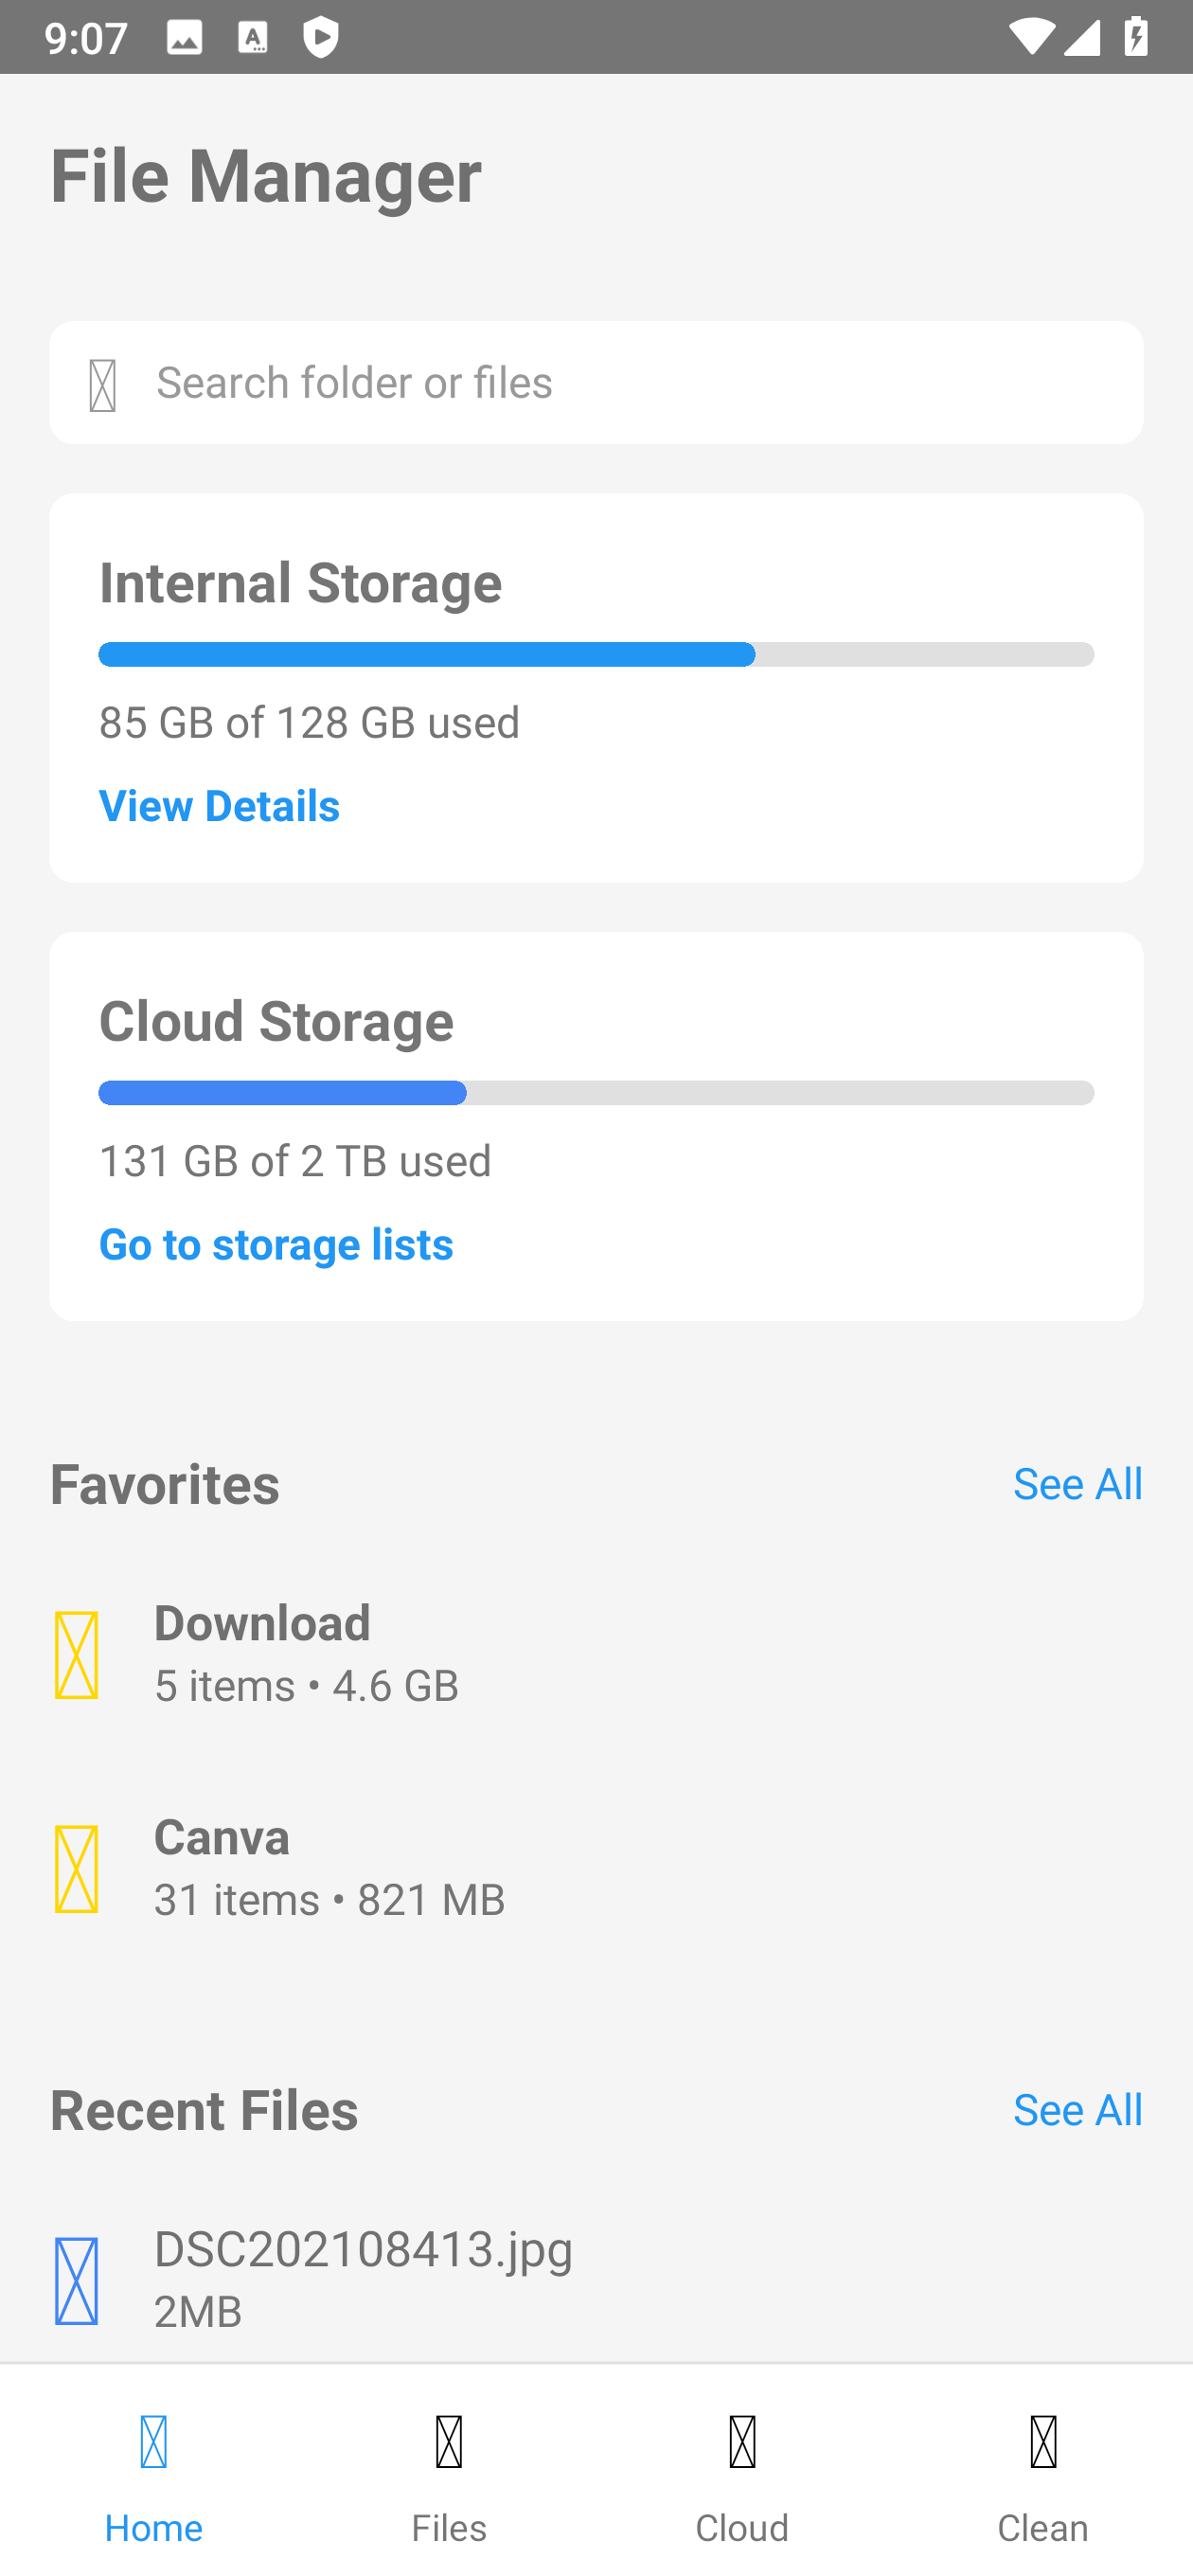 9:07
File Manager
Search folder or files
Internal Storage
85 GB of 128 GB used
View Details
Cloud Storage
131 GB of 2 TB used
Go to storage lists
Favorites
See All
Download
5 items • 4.6 GB
Canva
31 items • 821 MB
Recent Files
See All
DSC202108413.jpg
2MB
Home
Files
Cloud
Clean